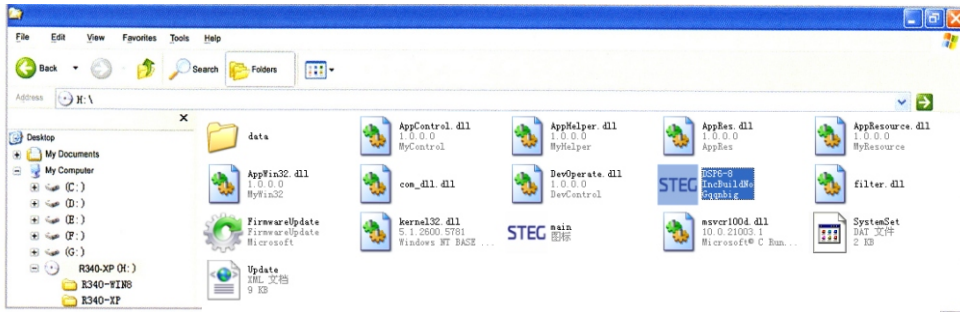 File Edit View Favorites Tools Help
Back Search Folders
Address H:\
Desktop
My Documents
My Computer
(C:)
(D:)
(E:)
(F:)
(G:)
R340-XP (H:)
R340-WIN8
R340-XP
data
AppControl.dll
1.0.0.0
MyControl
AppHelper.dll
1.0.0.0
MyHelper
AppRes.dll
1.0.0.0
AppRes
AppResource.dll
1.0.0.0
MyResource
AppWin32.dll
1.0.0.0
MyWin32
com_dll.dll
DevOperate.dll
1.0.0.0
DevControl
STEG
DSP6-8
IncBuildNo
Gqqnbig
filter.dll
FirmwareUpdate
FirmwareUpdate
Microsoft
kernel32.dll
5.1.2600.5781
Windows NT BASE ...
STEG
main
图标
msvcr100d.dll
10.0.21003.1
Microsoft® C Run...
SystemSet
DAT 文件
2 KB
Update
XML 文档
9 KB